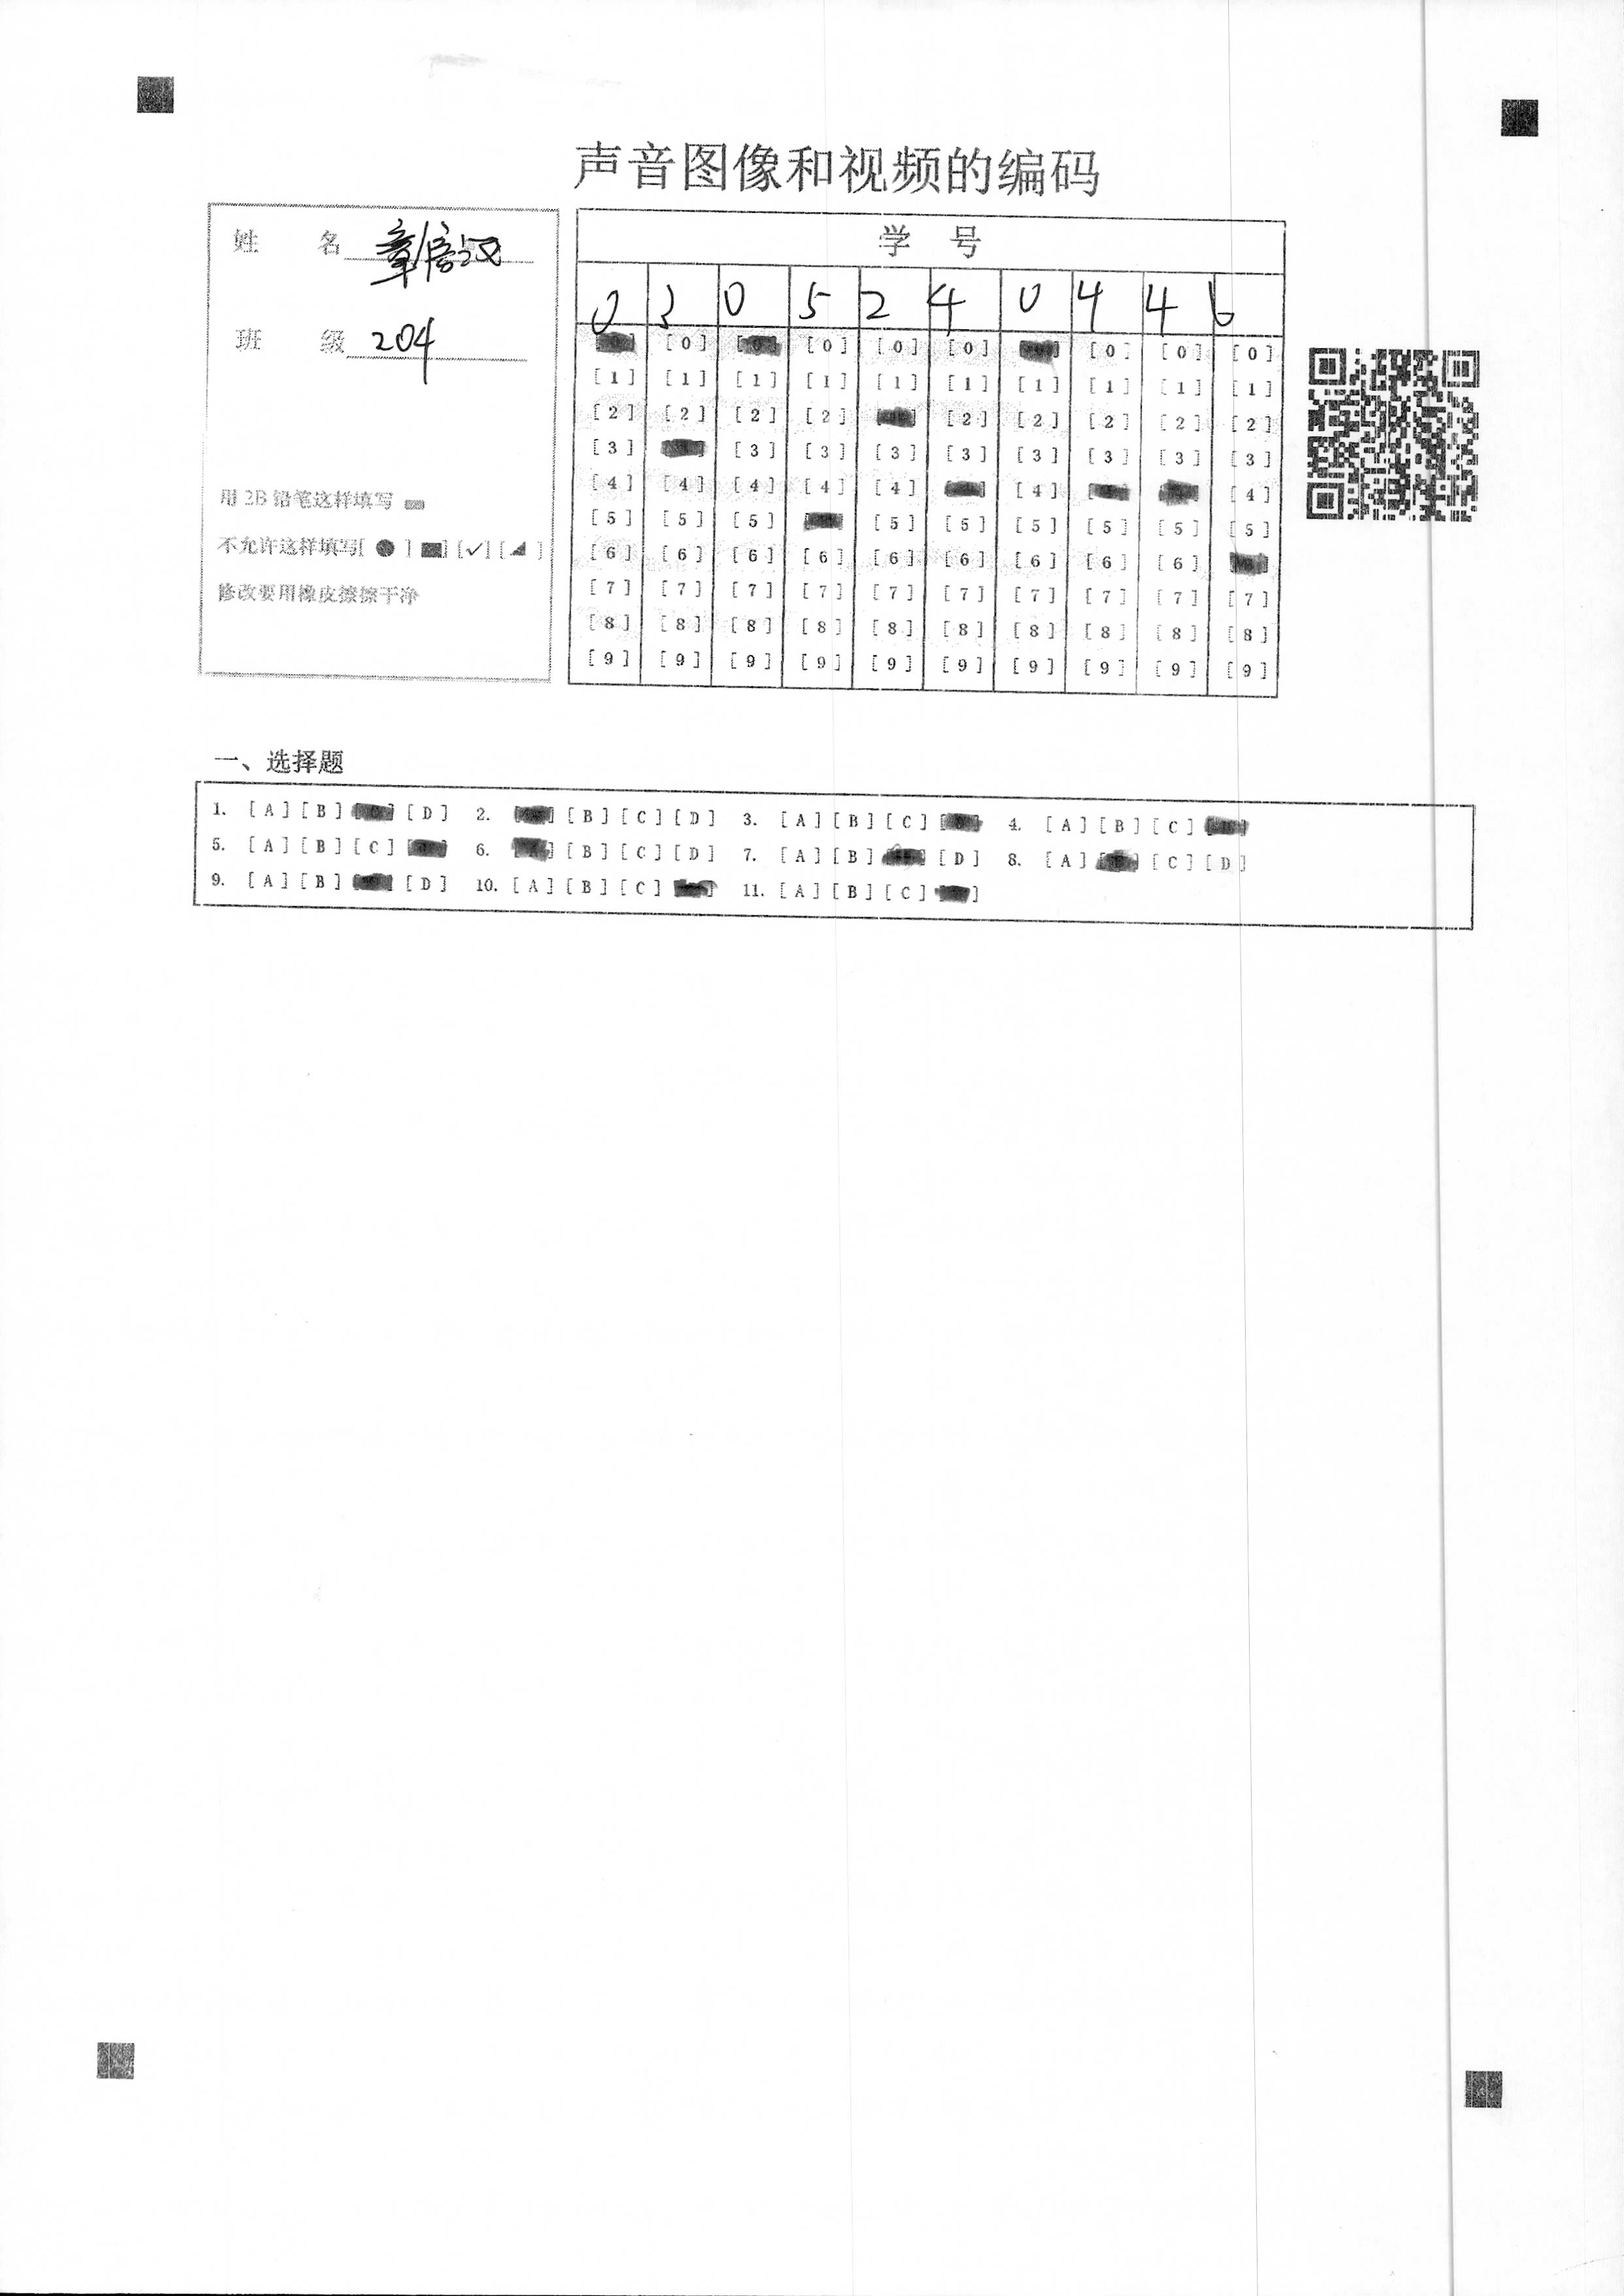 声音图像和视频的编码
姓 名
班 级 204
用 2B 铅笔这样填写
不允许这样填写[ ● ] ■] [✓] [◢ ]
修改要用橡皮擦擦干净
学 号
0 3 0 5 2 4 0 4 4 6
[0] [0] [0] [0] [0] [0] [0]
[1] [1] [1] [1] [1] [1] [1] [1] [1] [1]
[2] [2] [2] [2] [2] [2] [2] [2] [2]
[3] [3] [3] [3] [3] [3] [3] [3] [3]
[4] [4] [4] [4] [4] [4] [4]
[5] [5] [5] [5] [5] [5] [5] [5] [5]
[6] [6] [6] [6] [6] [6] [6] [6] [6]
[7] [7] [7] [7] [7] [7] [7] [7] [7] [7]
[8] [8] [8] [8] [8] [8] [8] [8] [8] [8]
[9] [9] [9] [9] [9] [9] [9] [9] [9] [9]
一、选择题
1. [A] [B] [D] 2. [B] [C] [D] 3. [A] [B] [C] 4. [A] [B] [C]
5. [A] [B] [C] 6. [B] [C] [D] 7. [A] [B] [D] 8. [A] [C] [D]
9. [A] [B] [D] 10. [A] [B] [C] 11. [A] [B] [C]